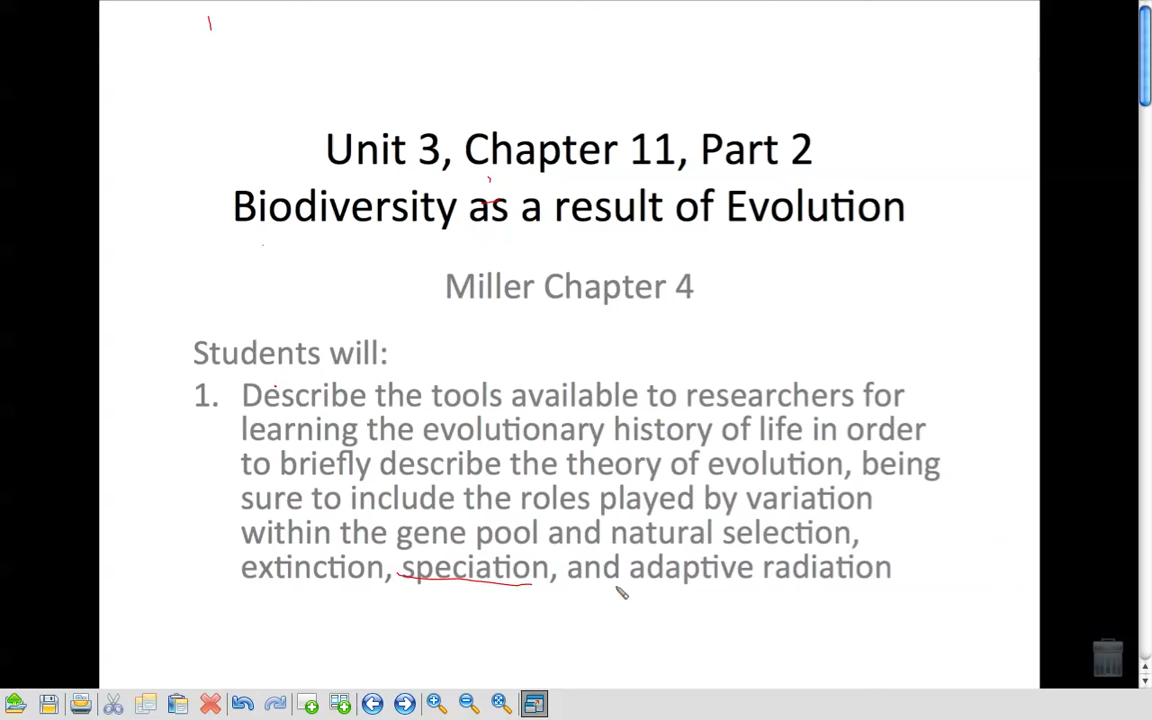 Unit 3, Chapter 11, Part 2
Biodiversity as a result of Evolution
Miller Chapter 4
Students will:
1. Describe the tools available to researchers for
learning the evolutionary history of life in order
to briefly describe the theory of evolution, being
sure to include the roles played by variation
within the gene pool and natural selection,
extinction, speciation, and adaptive radiation